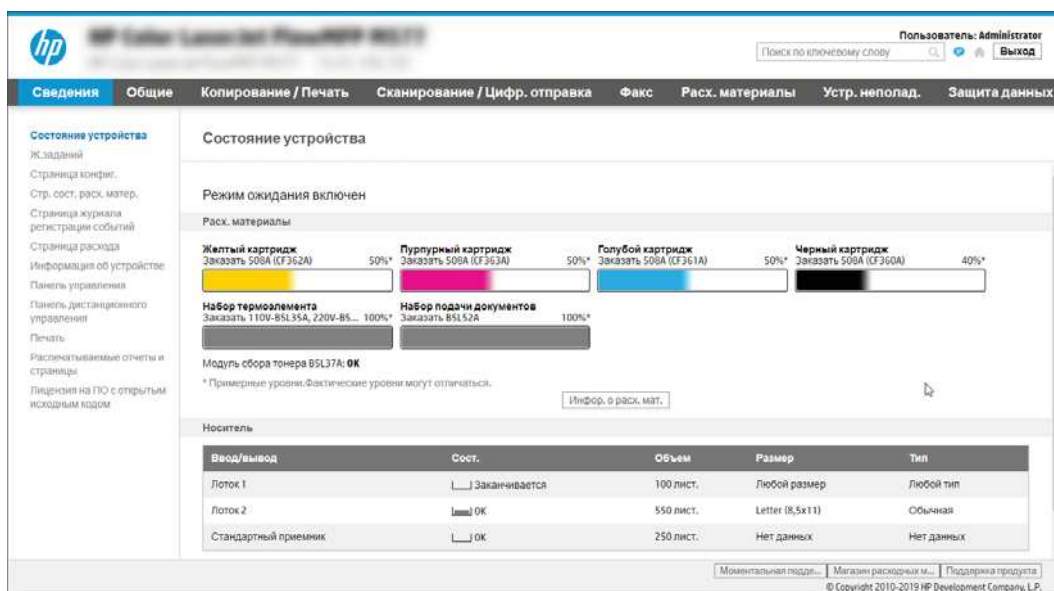 hp
Пользователь: Administrator
Поиск по ключевому слову
Выход
Сведения Общие Копирование / Печать Сканирование / Цифр. отправка Факс Расх. материалы Устр. неполад. Защита данных
Состояние устройства
Ж.заданий
Страница конфиг.
Стр. сост. расх. матер.
Страница журнала
регистрации событий
Страница расхода
Информация об устройстве
Панель управления
Панель дистанционного
управления
Печать
Распечатываемые отчеты и
страницы
Лицензия на ПО с открытым
исходным кодом
Состояние устройства
Режим ожидания включен
Расх. материалы
Желтый картридж
Заказать 508A (CF362A) 50%*
Пурпурный картридж
Заказать 508A (CF363A) 50%*
Голубой картридж
Заказать 508A (CF361A) 50%*
Черный картридж
Заказать 508A (CF360A) 40%*
Набор термоэлемента
Заказать 110V-B5L35A, 220V-B5... 100%*
Набор подачи документов
Заказать B5L52A 100%*
Модуль сбора тонера B5L37A: OK
* Примерные уровни.Фактические уровни могут отличаться.
Инфор. о расх. мат.
Носитель
Ввод/вывод Сост. Объем Размер Тип
Лоток 1 Заканчивается 100 лист. Любой размер Любой тип
Лоток 2 OK 550 лист. Letter (8,5x11) Обычная
Стандартный приемник OK 250 лист. Нет данных Нет данных
Моментальная подде... Магазин расходных м... Поддержка продукта
© Copyright 2010-2019 HP Development Company, L.P.